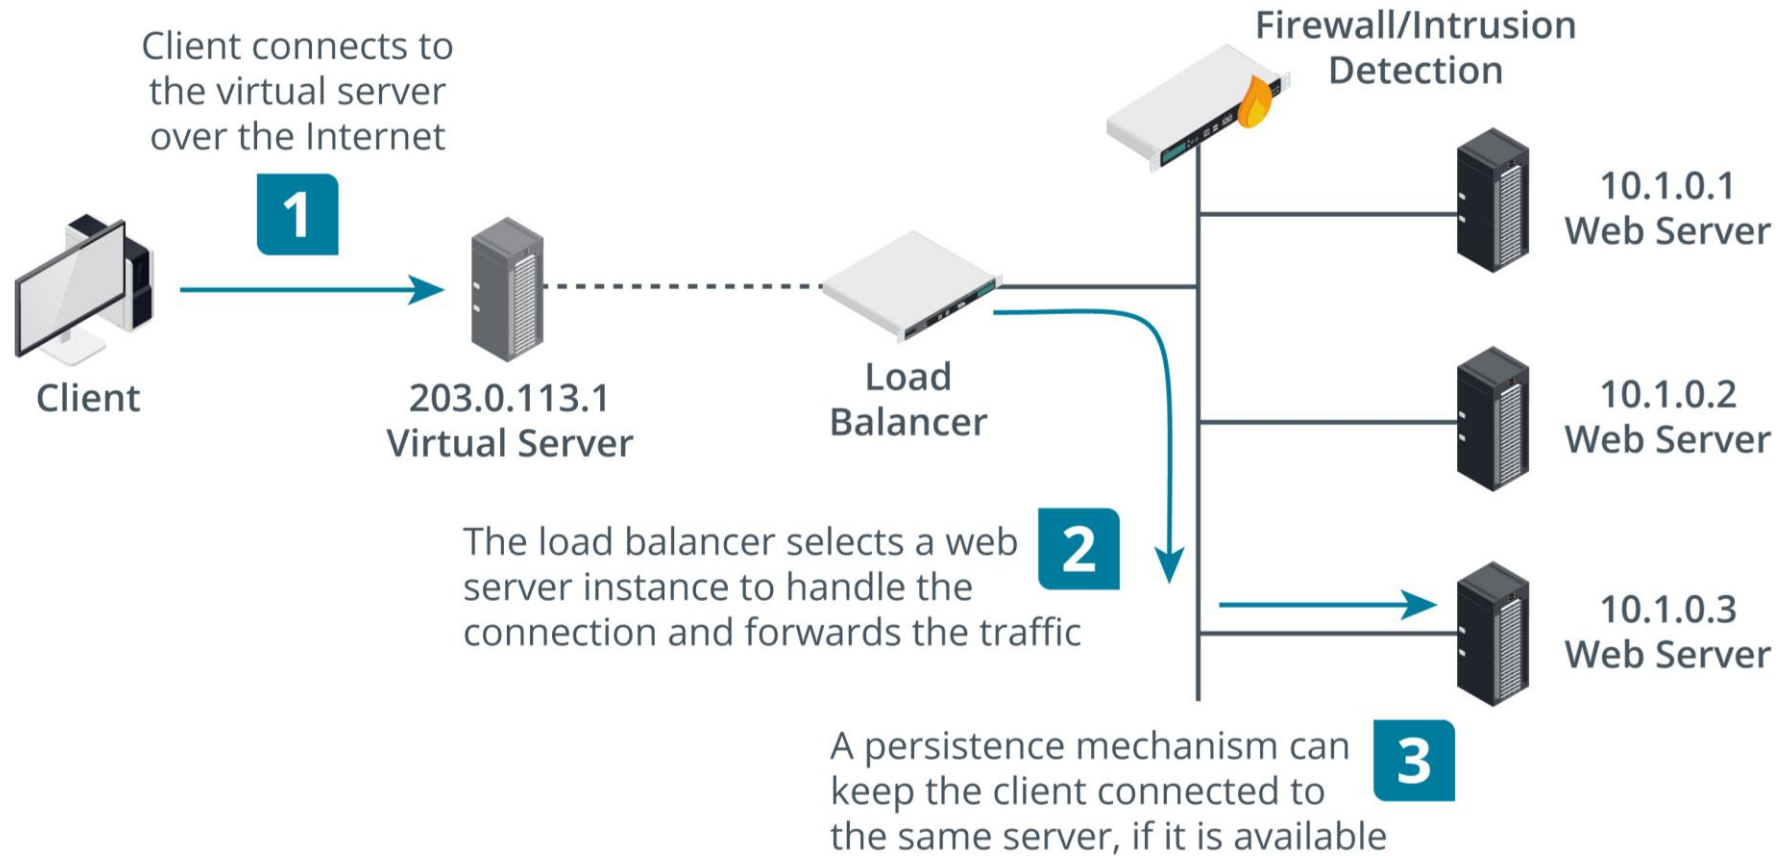 Client connects to
the virtual server
over the Internet
1
Client
203.0.113.1
Virtual Server
Load
Balancer
Firewall/Intrusion
Detection
10.1.0.1
Web Server
10.1.0.2
Web Server
10.1.0.3
Web Server
The load balancer selects a web
server instance to handle the
connection and forwards the traffic
2
A persistence mechanism can
keep the client connected to
the same server, if it is available
3